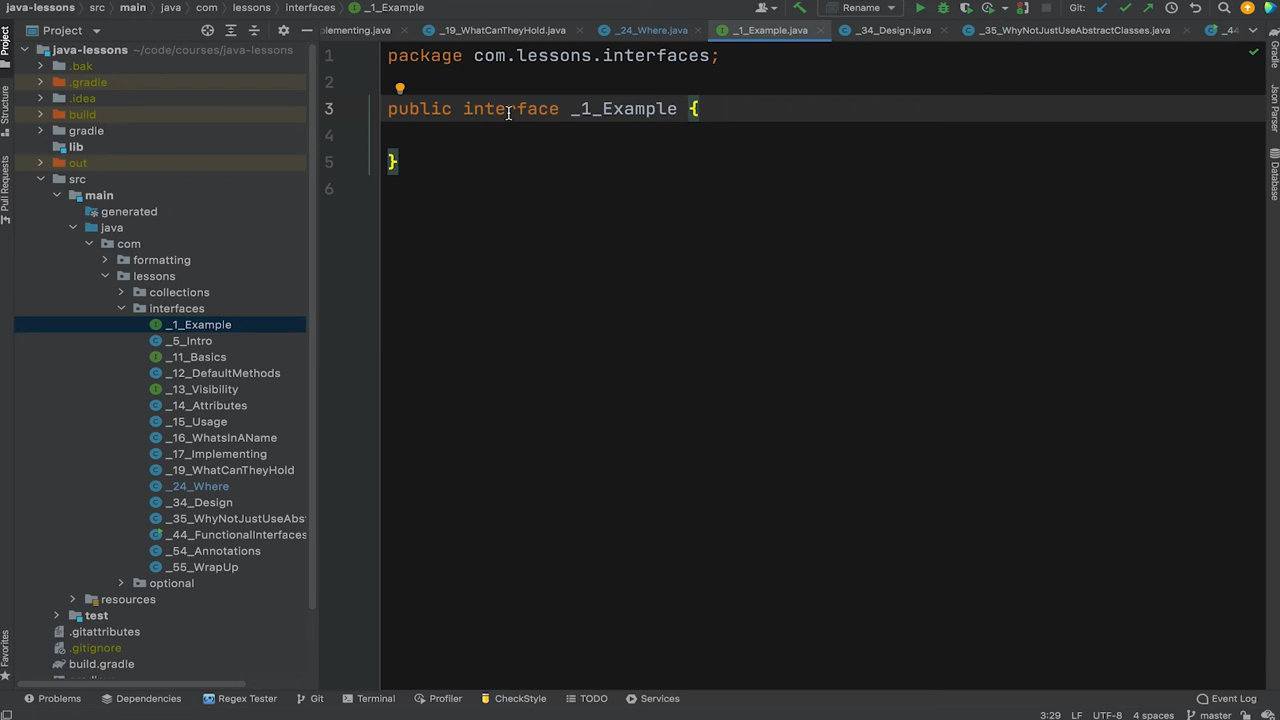 java-lessons > src > main > java > com > lessons > interfaces > _1_Example
Rename
Git:
Project
plementing.java
_19_WhatCanTheyHold.java
_24_Where.java
_1_Example.java
_34_Design.java
_35_WhyNotJustUseAbstractClasses.java
_44
Project
Structure
Pull Requests
Favorites
java-lessons ~/code/courses/java-lessons
.bak
.gradle
.idea
build
gradle
lib
out
src
main
generated
java
com
formatting
lessons
collections
interfaces
_1_Example
_5_Intro
_11_Basics
_12_DefaultMethods
_13_Visibility
_14_Attributes
_15_Usage
_16_WhatsInAName
_17_Implementing
_19_WhatCanTheyHold
_24_Where
_34_Design
_35_WhyNotJustUseAbs
_44_FunctionalInterfaces
_54_Annotations
_55_WrapUp
optional
resources
test
.gitattributes
.gitignore
build.gradle
1 package com.lessons.interfaces;
2
3 public interface _1_Example {
4
5 }
6
Gradle
Json Parser
Database
Problems
Dependencies
Regex Tester
Git
Terminal
Profiler
CheckStyle
TODO
Services
Event Log
3:29 LF UTF-8 4 spaces master